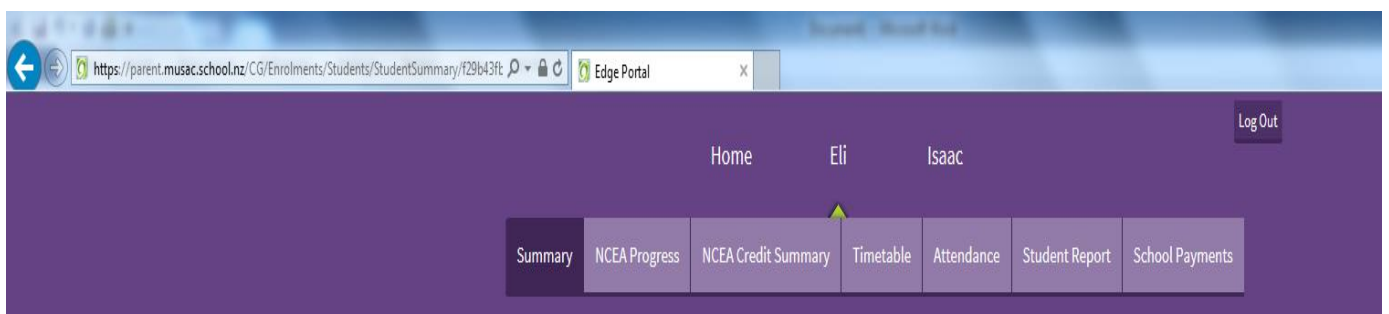 https://parent.musac.school.nz/CG/Enrolments/Students/StudentSummary/f29b43ft Edge Portal
Log Out
Home Eli Isaac
Summary NCEA Progress NCEA Credit Summary Timetable Attendance Student Report School Payments